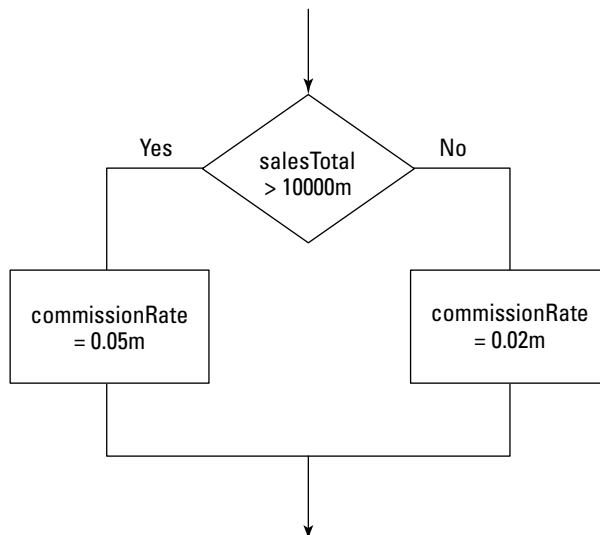 Yes
salesTotal
> 10000m
No
commissionRate
= 0.05m
commissionRate
= 0.02m